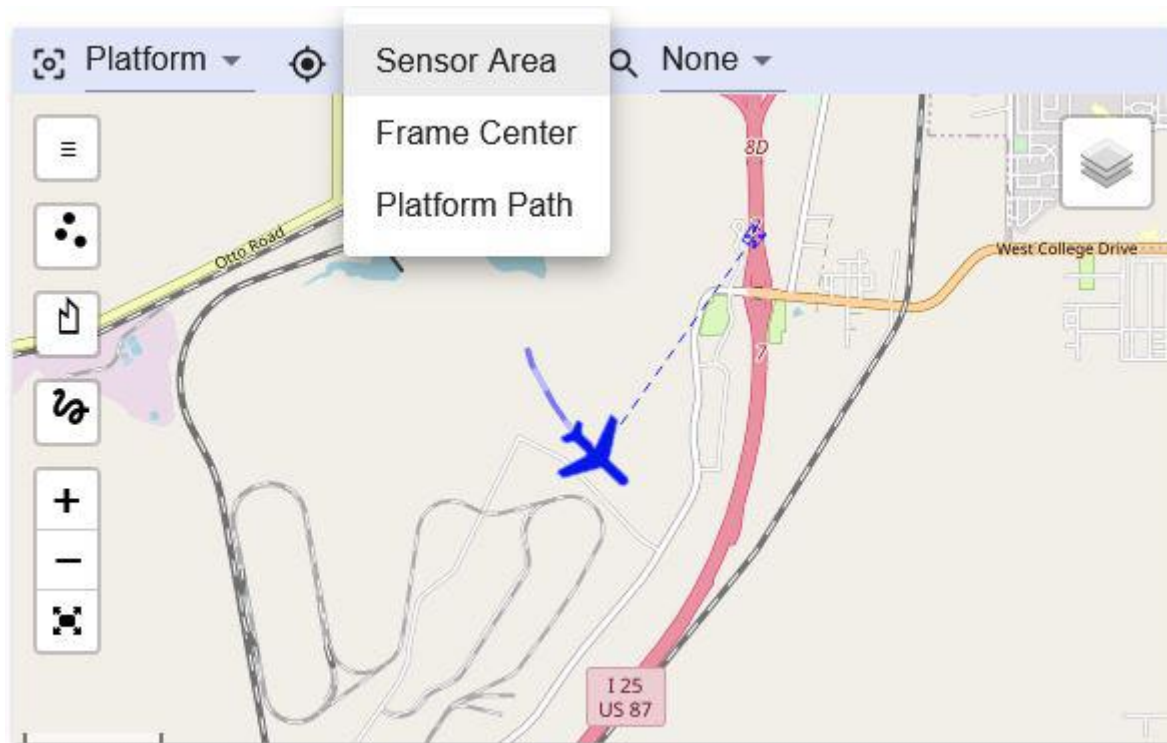 Platform
Sensor Area
None
Frame Center
Platform Path
8D
Otto Road
West College Drive
7
+
−
I 25
US 87